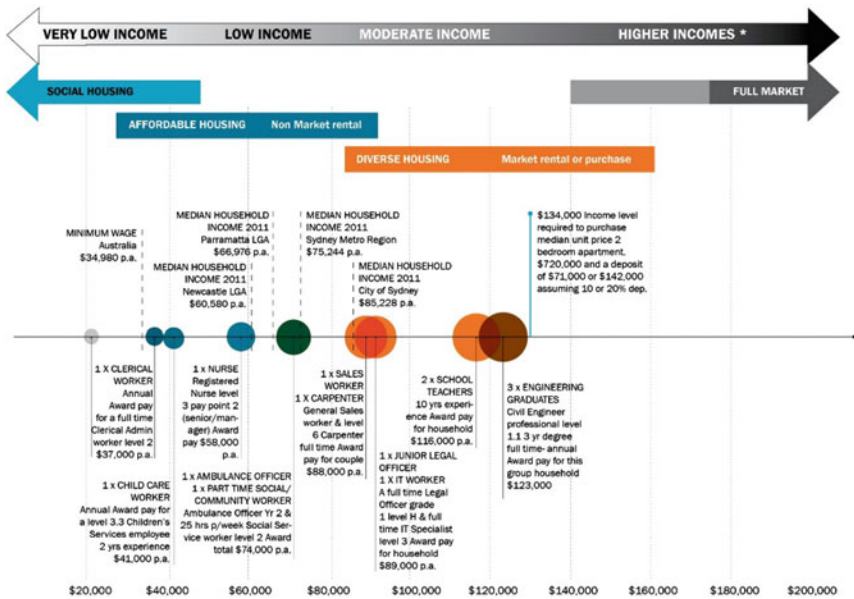 VERY LOW INCOME
LOW INCOME
MODERATE INCOME
HIGHER INCOMES *
SOCIAL HOUSING
FULL MARKET
AFFORDABLE HOUSING
Non Market rental
DIVERSE HOUSING
Market rental or purchase
MINIMUM WAGE
Australia
$34,980 p.a.
MEDIAN HOUSEHOLD
INCOME 2011
Parramatta LGA
$66,976 p.a.
MEDIAN HOUSEHOLD
INCOME 2011
Newcastle LGA
$60,580 p.a.
MEDIAN HOUSEHOLD
INCOME 2011
Sydney Metro Region
$75,244 p.a.
MEDIAN HOUSEHOLD
INCOME 2011
City of Sydney
$85,228 p.a.
$134,000 Income level
required to purchase
median unit price 2
bedroom apartment,
$720,000 and a deposit
of $71,000 or $142,000
assuming 10 or 20% dep.
1 X CLERICAL
WORKER
Annual
Award pay
for a full time
Clerical Admin
worker level 2
$37,000 p.a.
1 x CHILD CARE
WORKER
Annual Award pay for
a level 3.3 Children's
Services employee
2 yrs experience
$41,000 p.a.
1 x NURSE
Registered
Nurse level
3 pay point 2
(senior/man-
ager) Award
pay $58,000
p.a.
1 x AMBULANCE OFFICER
1 x PART TIME SOCIAL/
COMMUNITY WORKER
Ambulance Officer Yr 2 &
25 hrs p/week Social Ser-
vice worker level 2 Award
total $74,000 p.a.
1 x SALES
WORKER
1 X CARPENTER
General Sales
worker & level
6 Carpenter
full time Award
pay for couple
$88,000 p.a.
1 x JUNIOR LEGAL
OFFICER
1 X IT WORKER
A full time Legal
Officer grade
1 level H & full
time IT Specialist
level 3 Award pay
for household
$89,000 p.a.
2 x SCHOOL
TEACHERS
10 yrs experi-
ence Award pay
for household
$116,000 p.a.
3 x ENGINEERING
GRADUATES
Civil Engineer
professional level
1.1 3 yr degree
full time- annual
Award pay for this
group household
$123,000
$20,000
$40,000
$60,000
$80,000
$100,000
$120,000
$140,000
$160,000
$180,000
$200,000